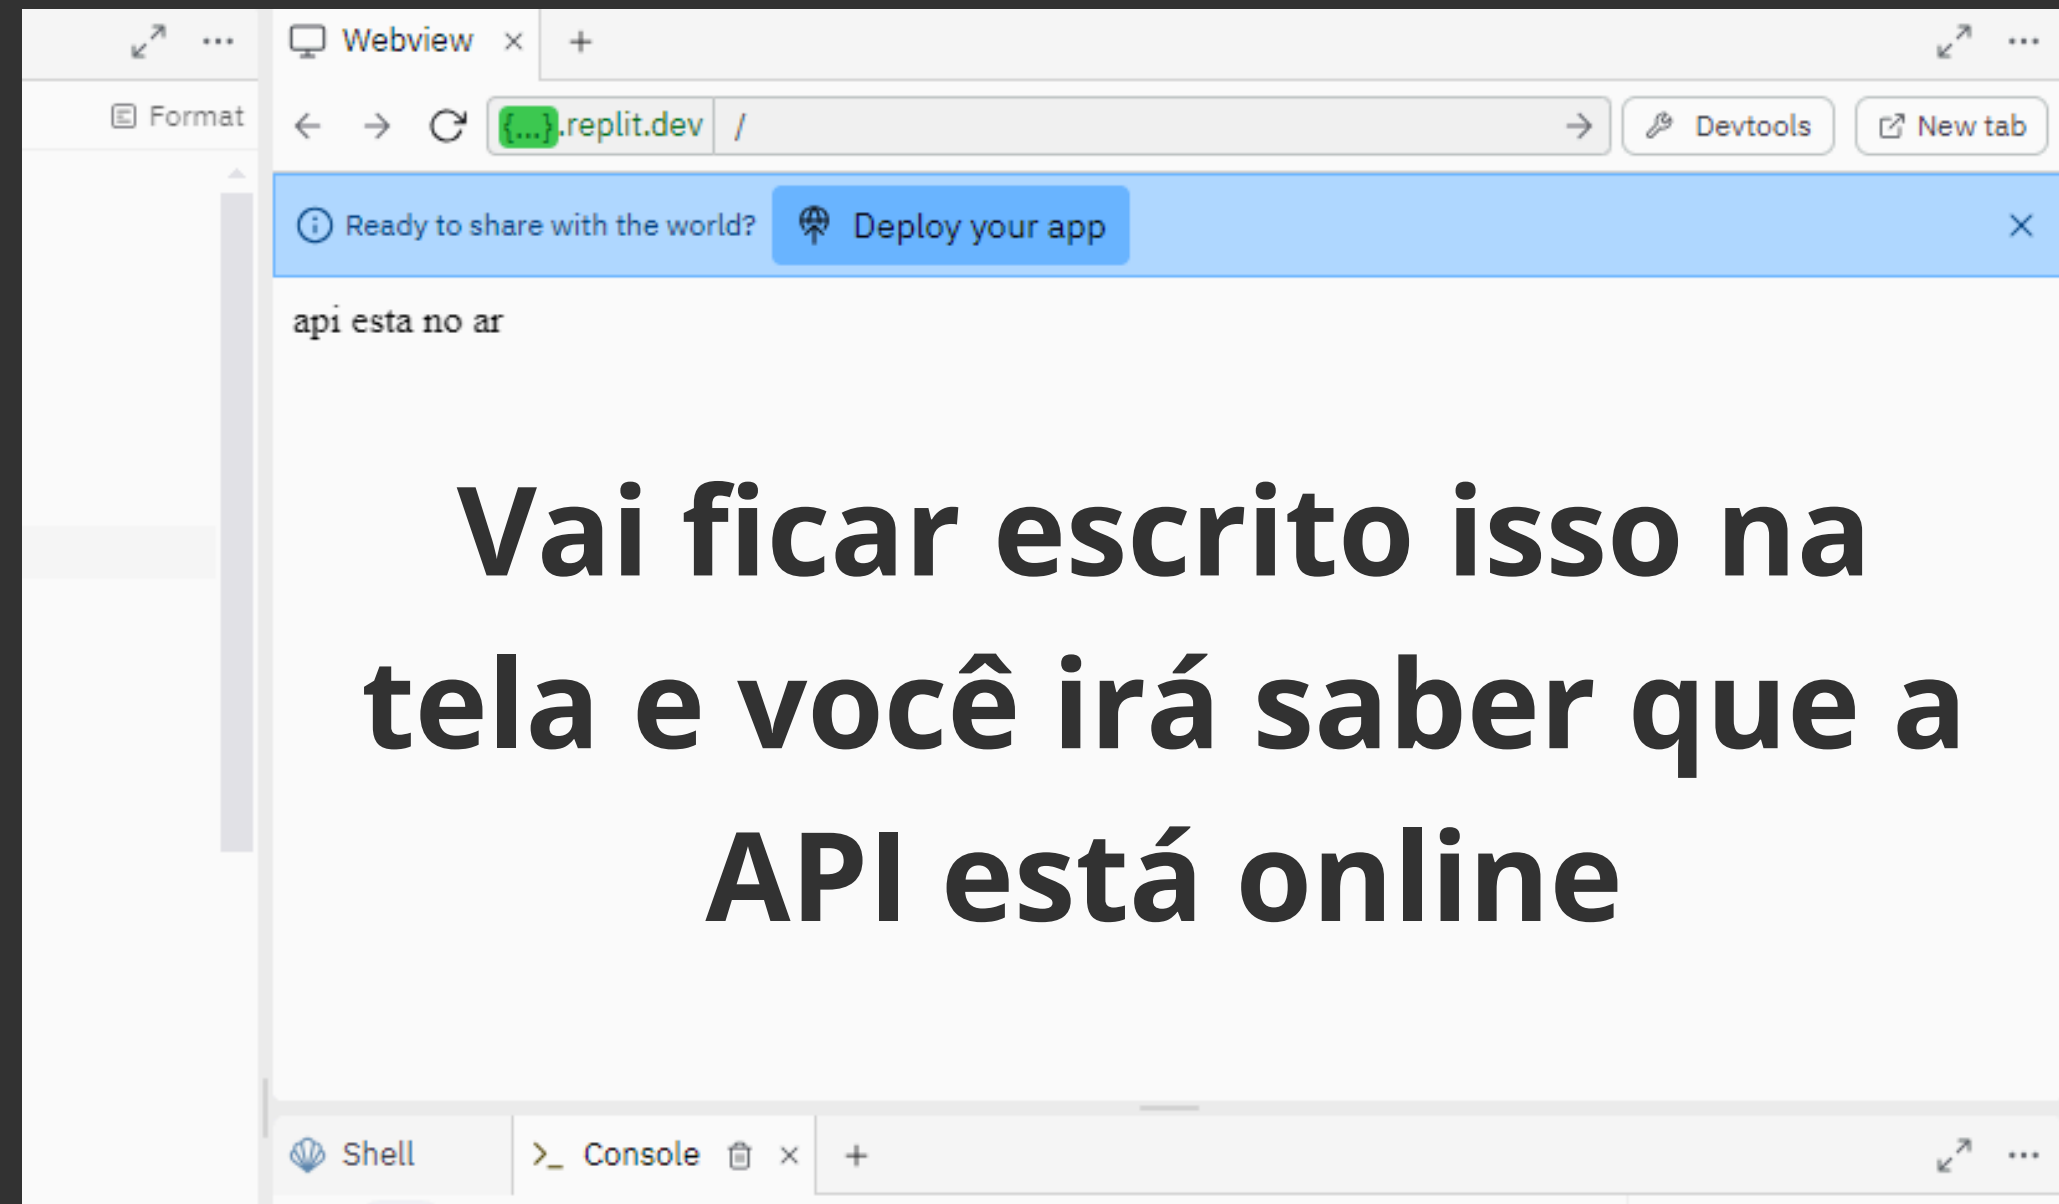 Webview
Format
{...}.replit.dev /
Devtools
New tab
Ready to share with the world?
Deploy your app
api esta no ar
Vai ficar escrito isso na
tela e você irá saber que a
API está online
Shell
Console